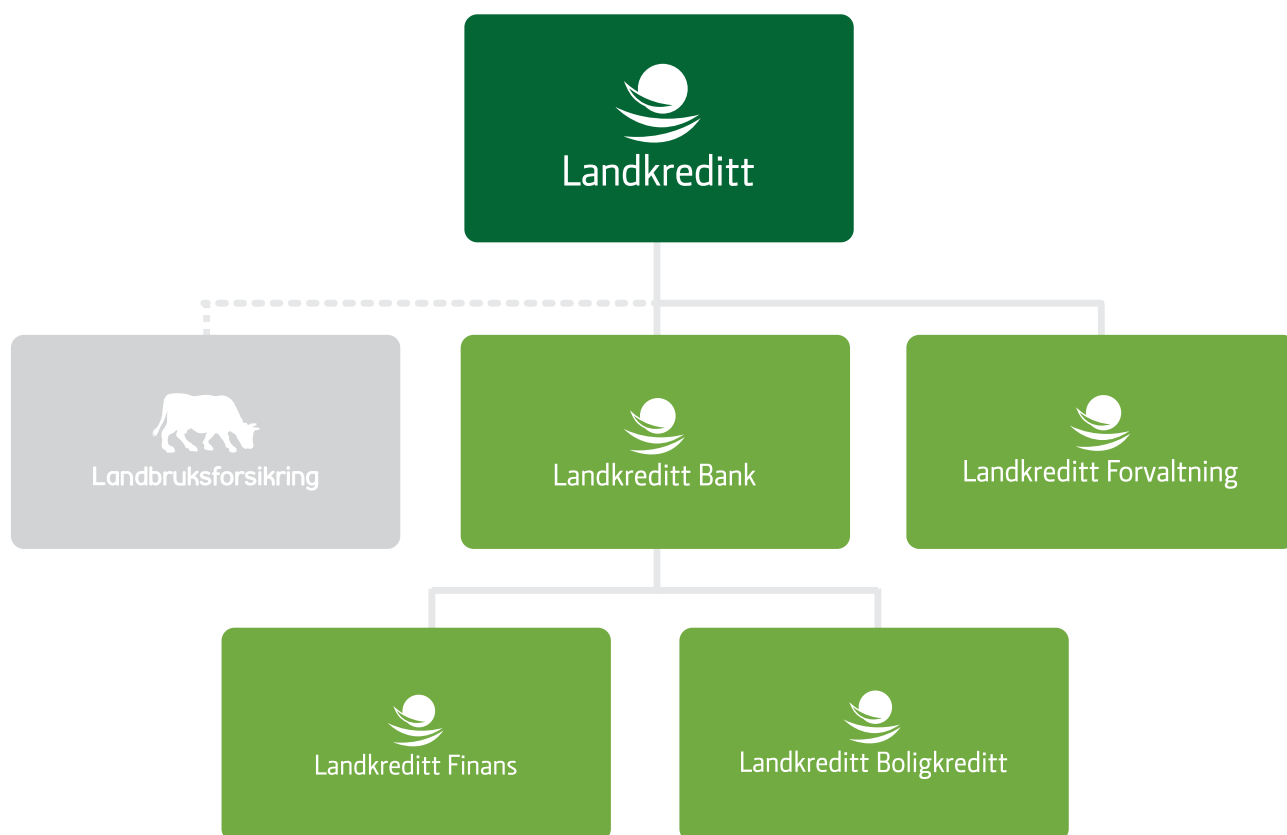 Landkreditt
Landbruksforsikring
Landkreditt Bank
Landkreditt Forvaltning
Landkreditt Finans
Landkreditt Boligkreditt